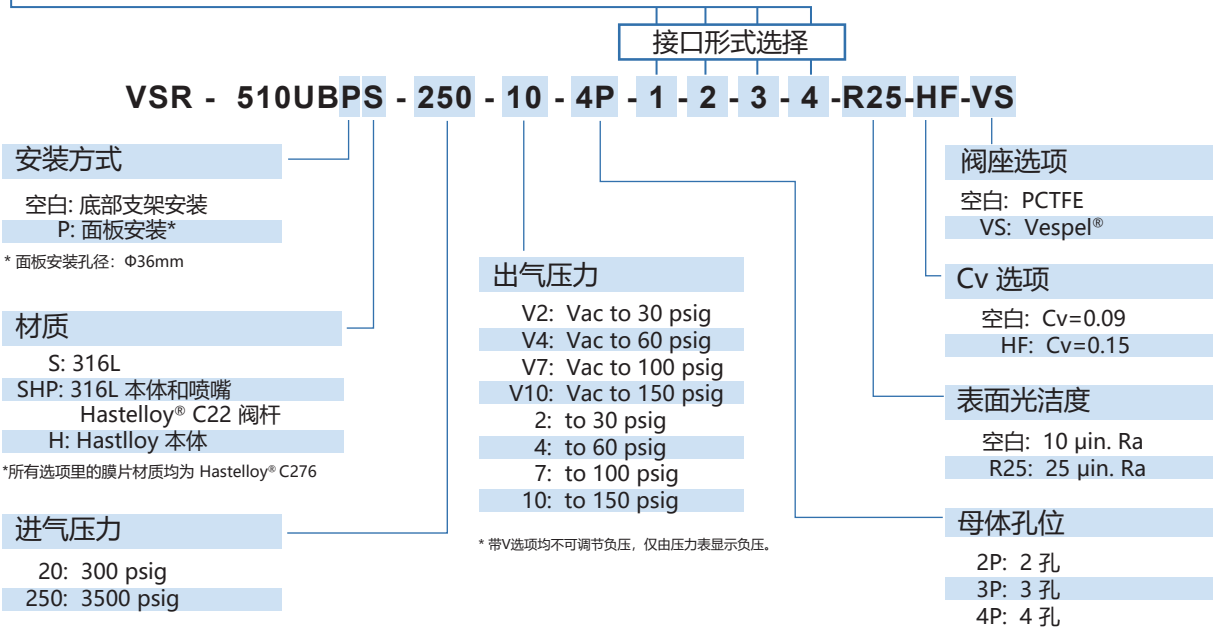 接口形式选择
VSR - 510UBPS - 250 - 10 - 4P - 1 - 2 - 3 - 4 -R25-HF-VS
安装方式
空白: 底部支架安装
P: 面板安装*
* 面板安装孔径：Φ36mm
材质
S: 316L
SHP: 316L 本体和喷嘴
Hastelloy® C22 阀杆
H: Hastlloy 本体
*所有选项里的膜片材质均为 Hastelloy® C276
进气压力
20: 300 psig
250: 3500 psig
出气压力
V2: Vac to 30 psig
V4: Vac to 60 psig
V7: Vac to 100 psig
V10: Vac to 150 psig
2: to 30 psig
4: to 60 psig
7: to 100 psig
10: to 150 psig
* 带V选项均不可调节负压，仅由压力表显示负压。
阀座选项
空白: PCTFE
VS: Vespel®
Cv 选项
空白: Cv=0.09
HF: Cv=0.15
表面光洁度
空白: 10 μin. Ra
R25: 25 μin. Ra
母体孔位
2P: 2 孔
3P: 3 孔
4P: 4 孔